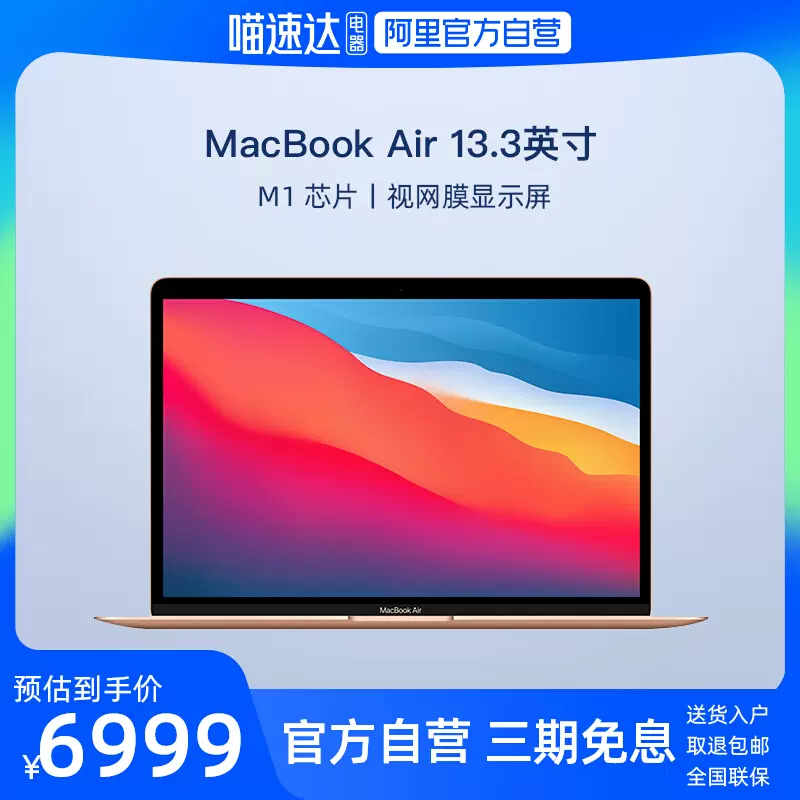 喵速达电器 阿里官方自营
MacBook Air 13.3英寸
M1 芯片 | 视网膜显示屏
MacBook Air
预估到手价
¥6999
官方自营 三期免息
送货入户
取退包邮
全国联保